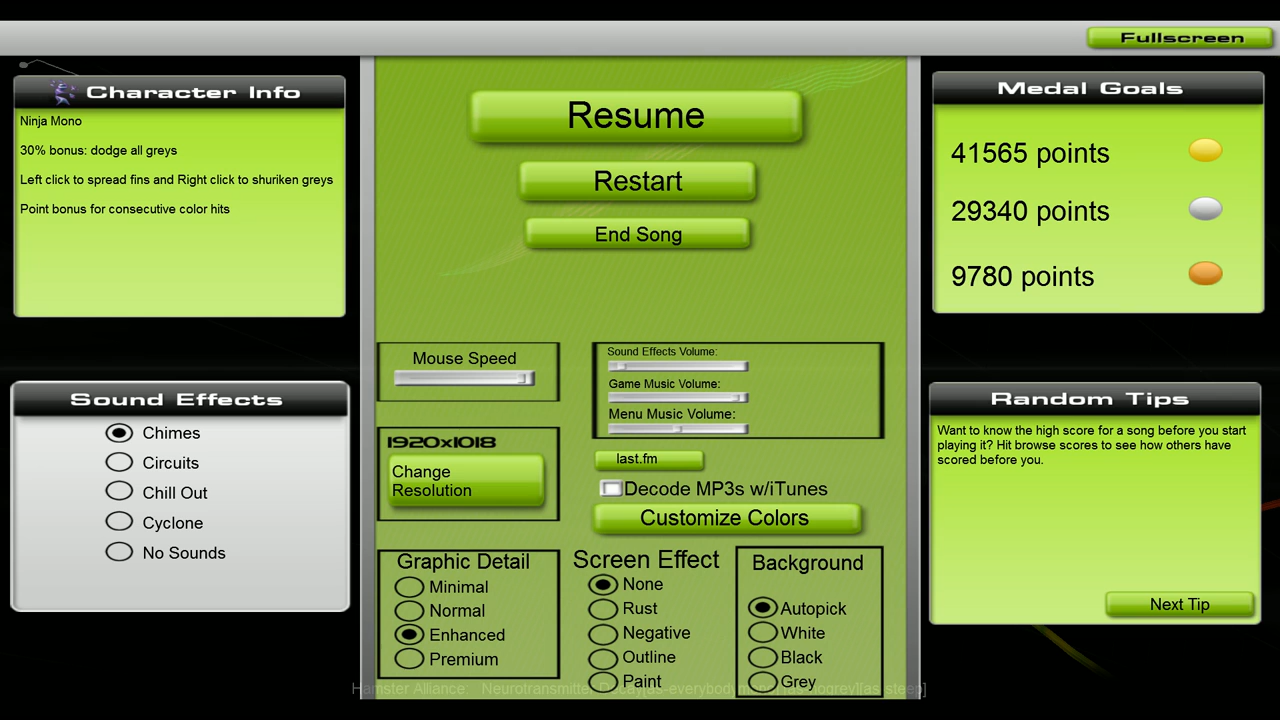 Fullscreen
Character Info
Ninja Mono
30% bonus: dodge all greys
Left click to spread fins and Right click to shuriken greys
Point bonus for consecutive color hits
Sound Effects
Chimes
Circuits
Chill Out
Cyclone
No Sounds
Resume
Restart
End Song
Mouse Speed
1920x1018
Change
Resolution
Sound Effects Volume:
Game Music Volume:
Menu Music Volume:
last.fm
Decode MP3s w/iTunes
Customize Colors
Graphic Detail
Minimal
Normal
Enhanced
Premium
Screen Effect
None
Rust
Negative
Outline
Paint
Background
Autopick
White
Black
Grey
Hamster Alliance: Neurotransmitter Decay[as-everybody
Medal Goals
41565 points
29340 points
9780 points
Random Tips
Want to know the high score for a song before you start
playing it? Hit browse scores to see how others have
scored before you.
Next Tip